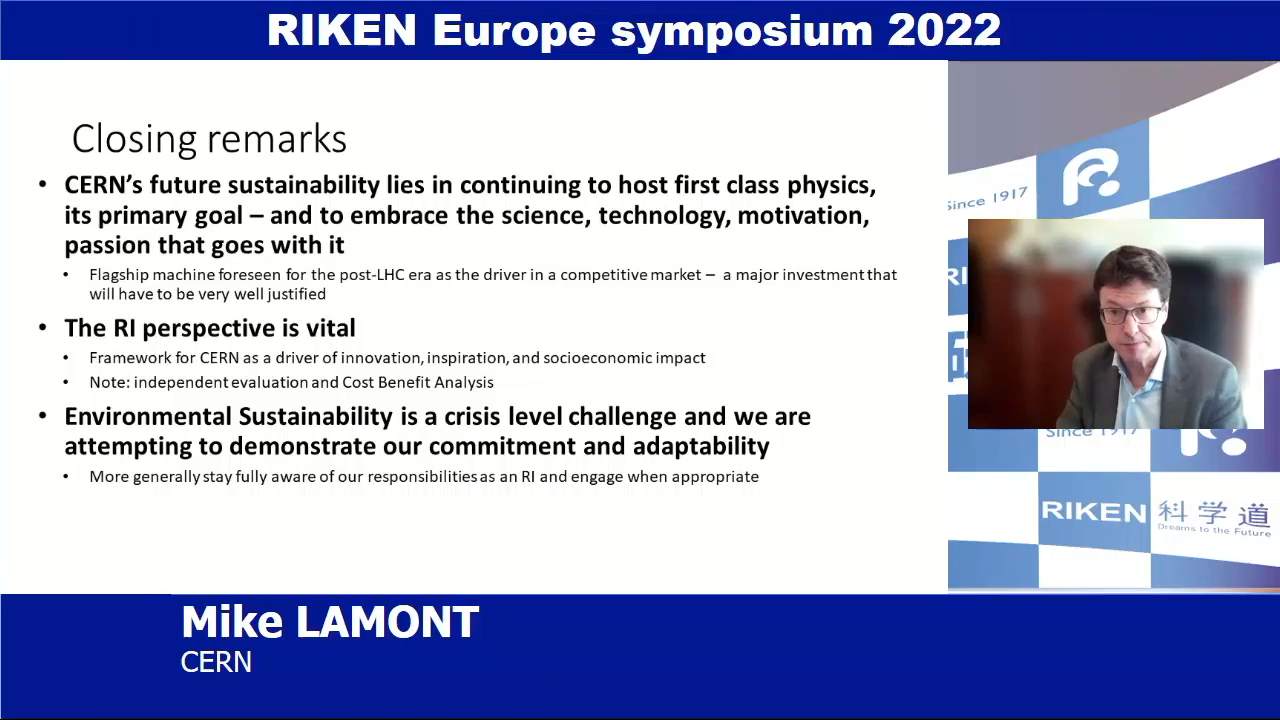 RIKEN Europe symposium 2022
Closing remarks
• CERN's future sustainability lies in continuing to host first class physics,
its primary goal – and to embrace the science, technology, motivation,
passion that goes with it
• Flagship machine foreseen for the post-LHC era as the driver in a competitive market – a major investment that
will have to be very well justified
• The RI perspective is vital
• Framework for CERN as a driver of innovation, inspiration, and socioeconomic impact
• Note: independent evaluation and Cost Benefit Analysis
• Environmental Sustainability is a crisis level challenge and we are
attempting to demonstrate our commitment and adaptability
• More generally stay fully aware of our responsibilities as an RI and engage when appropriate
Since 1917
RI
Since 1917
RIKEN 科学道
Dreams to the Future
Mike LAMONT
CERN